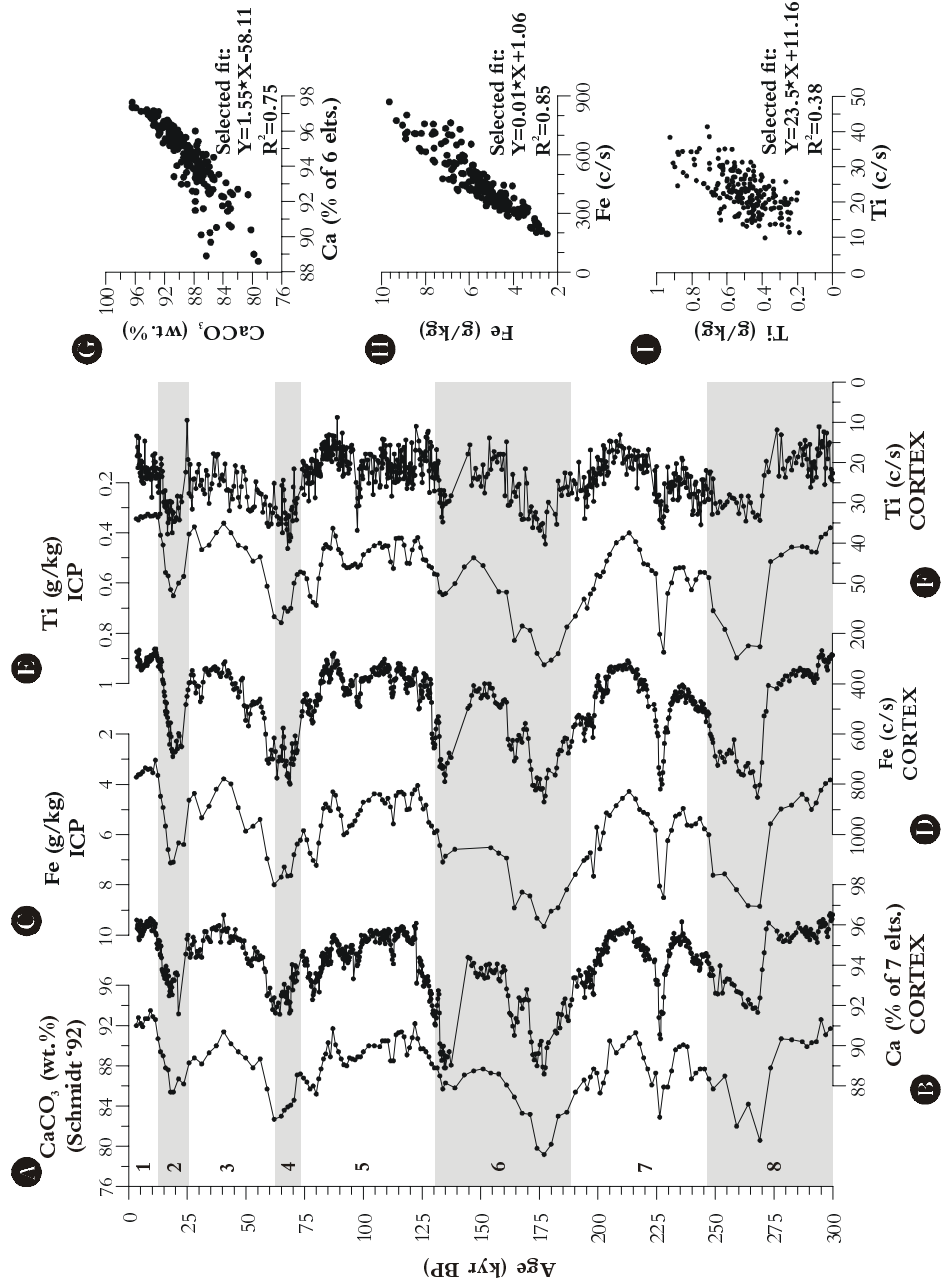 A
CaCO3 (wt.%)
(Schmidt '92)
76 80 84 88 92 96
C
Fe (g/kg)
ICP
10 8 6 4 2
E
Ti (g/kg)
ICP
1 0.8 0.6 0.4 0.2
Age (kyr BP)
0
25
50
75
100
125
150
175
200
225
250
275
300
1
2
3
4
5
6
7
8
88 90 92 94 96 98
Ca (% of 7 elts.)
CORTEX
B
1000 800 600 400 200
Fe (c/s)
CORTEX
D
50 40 30 20 10 0
Ti (c/s)
CORTEX
F
G
CaCO3 (wt.%)
100
96
92
88
84
80
76
88 90 92 94 96 98
Ca (% of 6 elts.)
Selected fit:
Y=1.55*X-58.11
R2=0.75
H
Fe (g/kg)
10
8
6
4
2
0 300 600 900
Fe (c/s)
Selected fit:
Y=0.01*X+1.06
R2=0.85
I
Ti (g/kg)
1
0.8
0.6
0.4
0.2
0
0 10 20 30 40 50
Ti (c/s)
Selected fit:
Y=23.5*X+11.16
R2=0.38